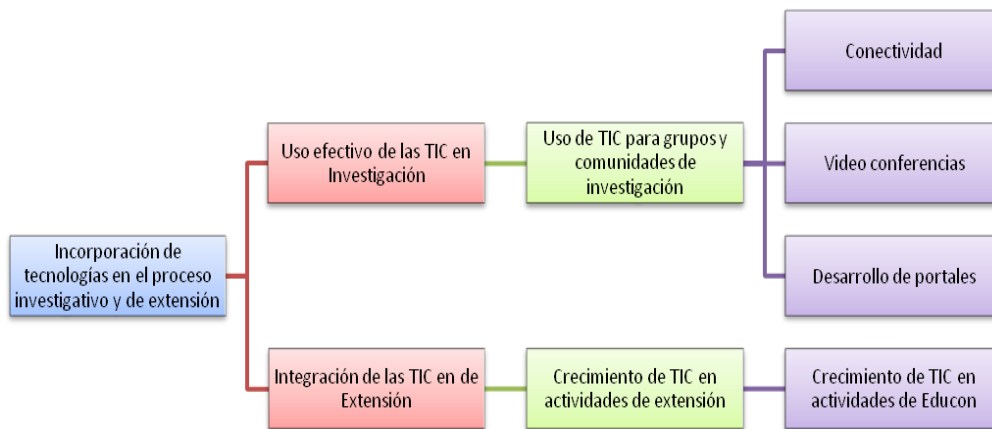 Incorporación de
tecnologías en el proceso
investigativo y de extensión
Uso efectivo de las TIC en
Investigación
Uso de TIC para grupos y
comunidades de
investigación
Conectividad
Video conferencias
Desarrollo de portales
Integración de las TIC en de
Extensión
Crecimiento de TIC en
actividades de extensión
Crecimiento de TIC en
actividades de Educon